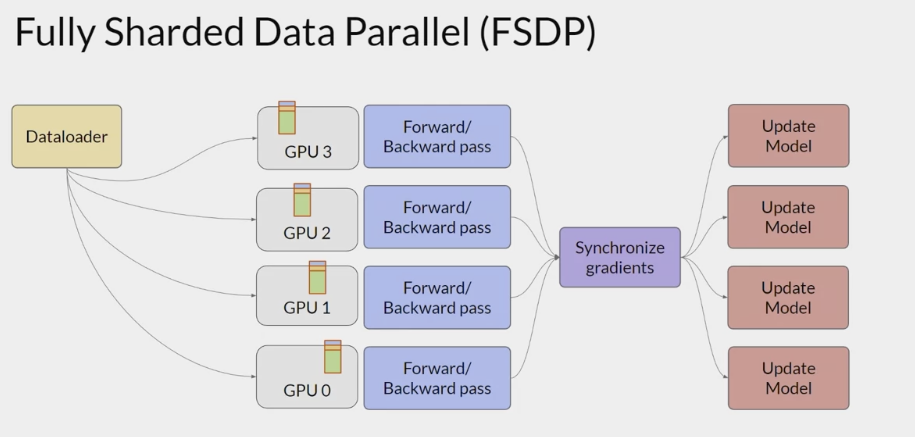 Fully Sharded Data Parallel (FSDP)
Dataloader
GPU 3
Forward/
Backward pass
Update
Model
GPU 2
Forward/
Backward pass
Update
Model
Synchronize
gradients
GPU 1
Forward/
Backward pass
Update
Model
GPU 0
Forward/
Backward pass
Update
Model